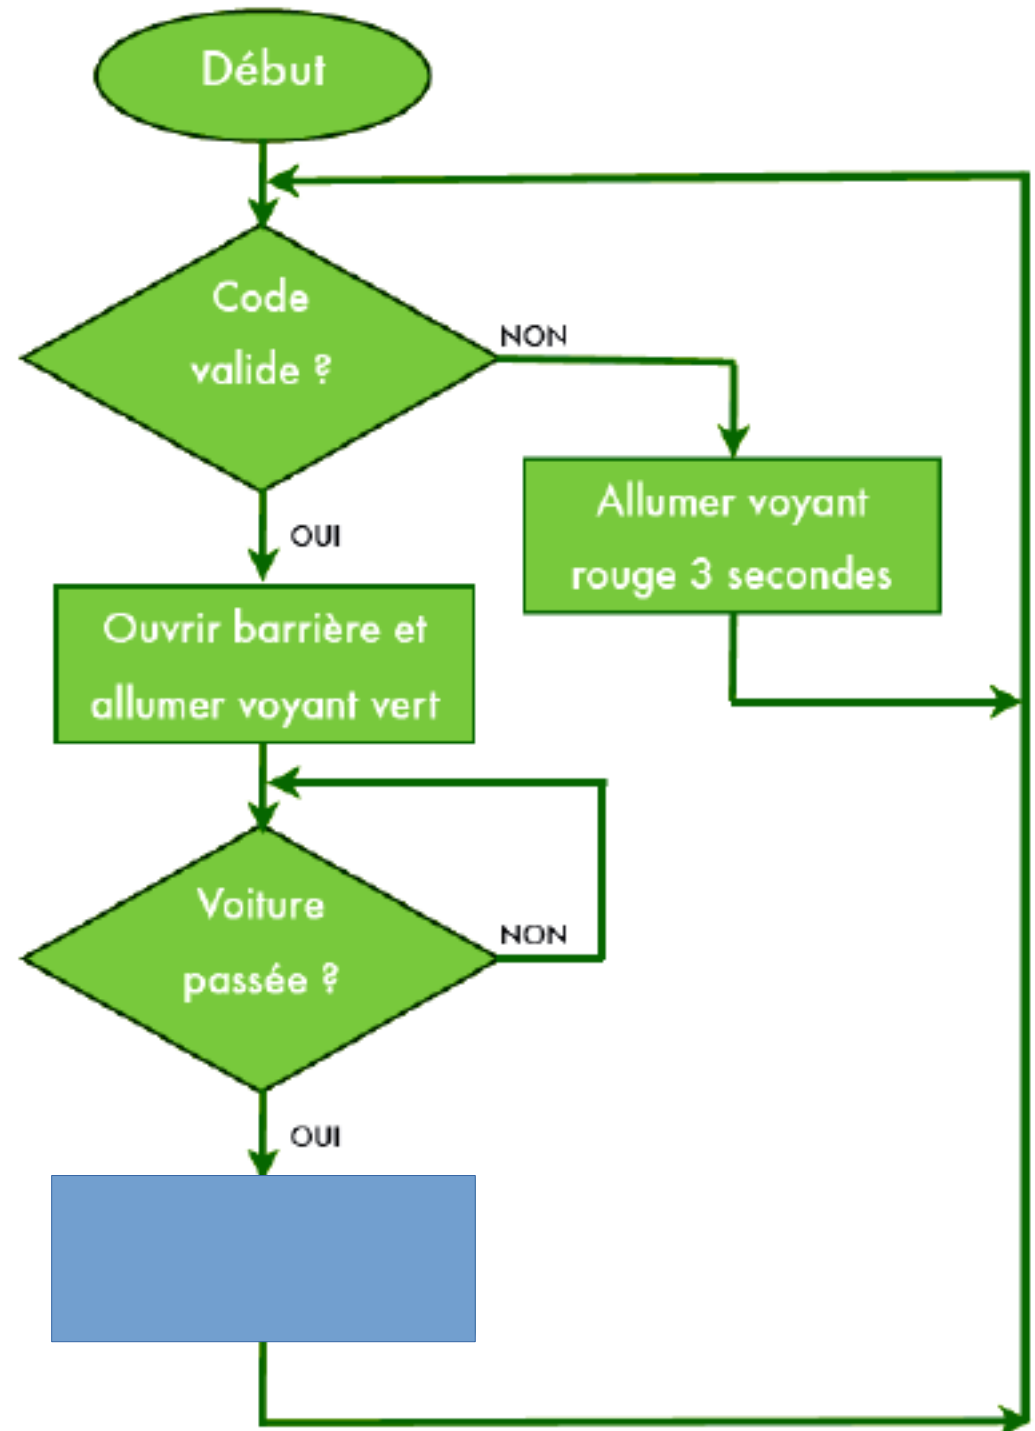 Début
Code
valide ?
NON
Allumer voyant
rouge 3 secondes
OUI
Ouvrir barrière et
allumer voyant vert
Voiture
passée ?
NON
OUI